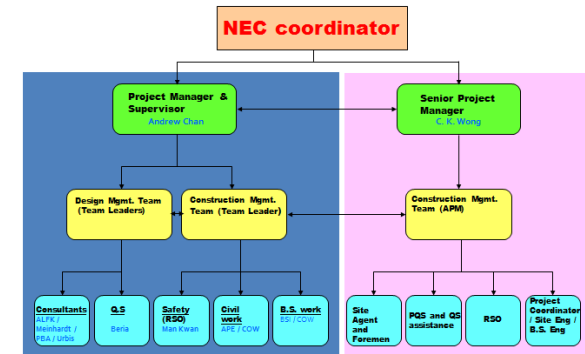 NEC coordinator
Project Manager &
Supervisor
Andrew Chan
Senior Project
Manager
C. K. Wong
Design Mgmt. Team
(Team Leaders)
Construction Mgmt.
Team (Team Leader)
Construction Mgmt.
Team (APM)
Consultants
ALFK /
Meinhardt /
PBA / Urbis
Q.S
Beria
Safety
(RSO)
Man Kwan
Civil
work
APE / COW
B.S. work
BSI / COW
Site
Agent
and
Foremen
PQS and QS
assistance
RSO
Project
Coordinator
/ Site Eng /
B.S. Eng